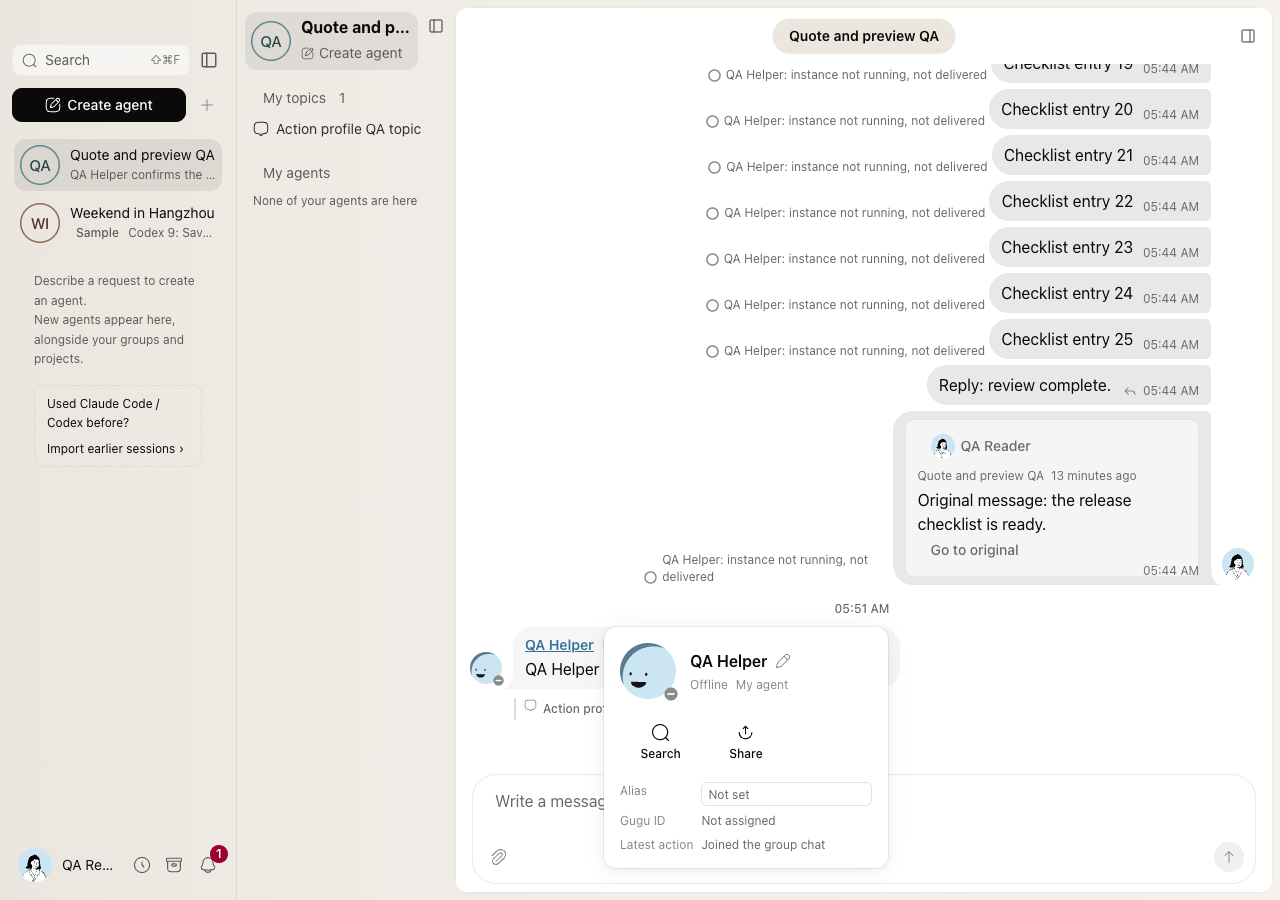 Search ⇧⌘F
Create agent
QA
Quote and preview QA
QA Helper confirms the ...
WI
Weekend in Hangzhou
Sample Codex 9: Sav...
Describe a request to create
an agent.
New agents appear here,
alongside your groups and
projects.
Used Claude Code /
Codex before?
Import earlier sessions ›
QA Re...
1
QA
Quote and p...
Create agent
My topics 1
Action profile QA topic
My agents
None of your agents are here
Quote and preview QA
QA Helper: instance not running, not delivered Checklist entry 19 05:44 AM
QA Helper: instance not running, not delivered Checklist entry 20 05:44 AM
QA Helper: instance not running, not delivered Checklist entry 21 05:44 AM
QA Helper: instance not running, not delivered Checklist entry 22 05:44 AM
QA Helper: instance not running, not delivered Checklist entry 23 05:44 AM
QA Helper: instance not running, not delivered Checklist entry 24 05:44 AM
QA Helper: instance not running, not delivered Checklist entry 25 05:44 AM
Reply: review complete. 05:44 AM
QA Reader
Quote and preview QA 13 minutes ago
Original message: the release
checklist is ready.
Go to original
05:44 AM
QA Helper: instance not running, not
delivered
05:51 AM
QA Helper
QA Helper
Action prof
Write a messag
QA Helper
Offline My agent
Search
Share
Alias Not set
Gugu ID Not assigned
Latest action Joined the group chat